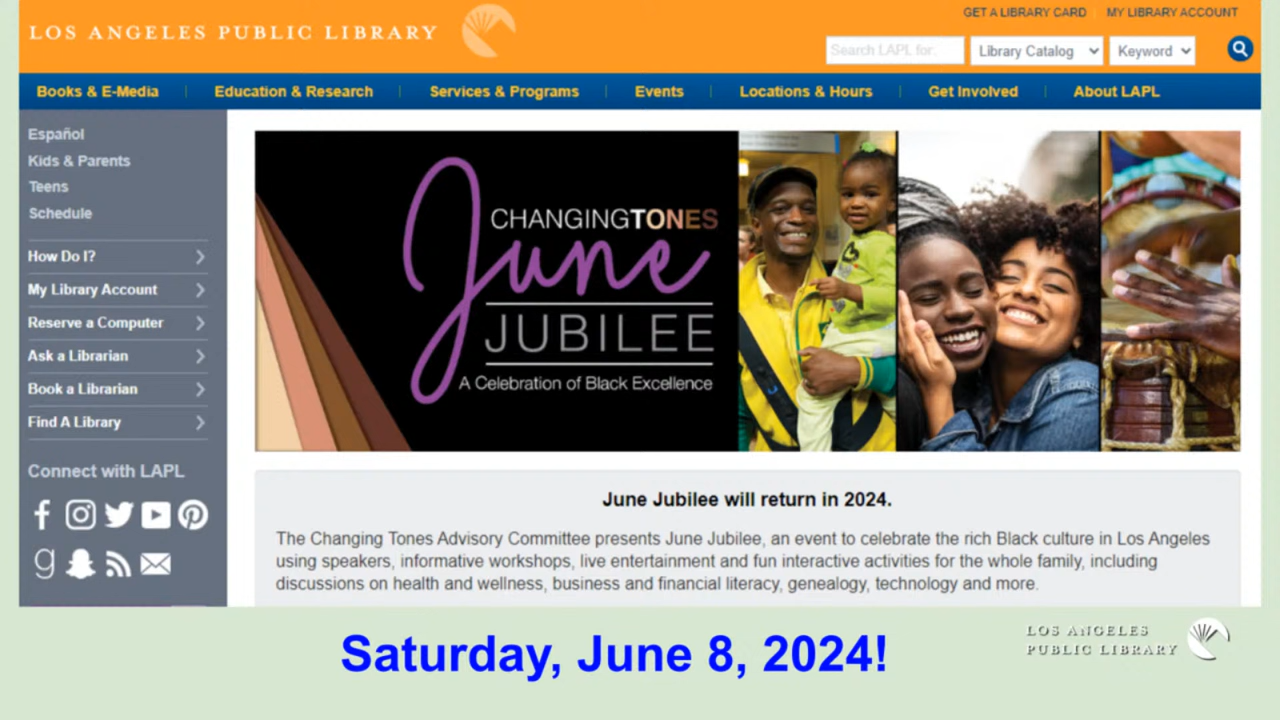 LOS ANGELES PUBLIC LIBRARY
GET A LIBRARY CARD
MY LIBRARY ACCOUNT
Search LAPL for.
Library Catalog
Keyword
Books & E-Media
Education & Research
Services & Programs
Events
Locations & Hours
Get Involved
About LAPL
Español
Kids & Parents
Teens
Schedule
How Do I?
My Library Account
Reserve a Computer
Ask a Librarian
Book a Librarian
Find A Library
Connect with LAPL
CHANGINGTONES
June
JUBILEE
A Celebration of Black Excellence
June Jubilee will return in 2024.
The Changing Tones Advisory Committee presents June Jubilee, an event to celebrate the rich Black culture in Los Angeles
using speakers, informative workshops, live entertainment and fun interactive activities for the whole family, including
discussions on health and wellness, business and financial literacy, genealogy, technology and more.
Saturday, June 8, 2024!
LOS ANGELES
PUBLIC LIBRARY